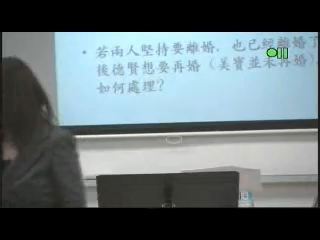 • 若兩人堅持要離婚，也已經離婚了
後德賢想要再婚（美寶並未再婚），
如何處理？